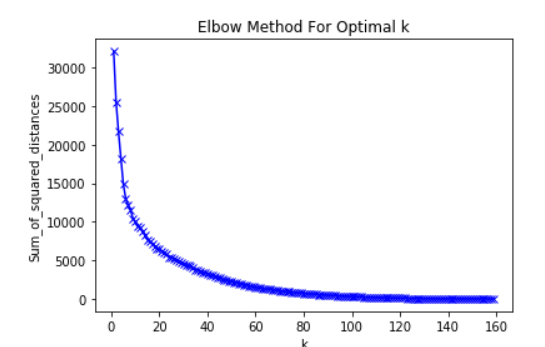 Elbow Method For Optimal k
30000
25000
20000
15000
10000
5000
0
Sum_of_squared_distances
0 20 40 60 80 100 120 140 160
k